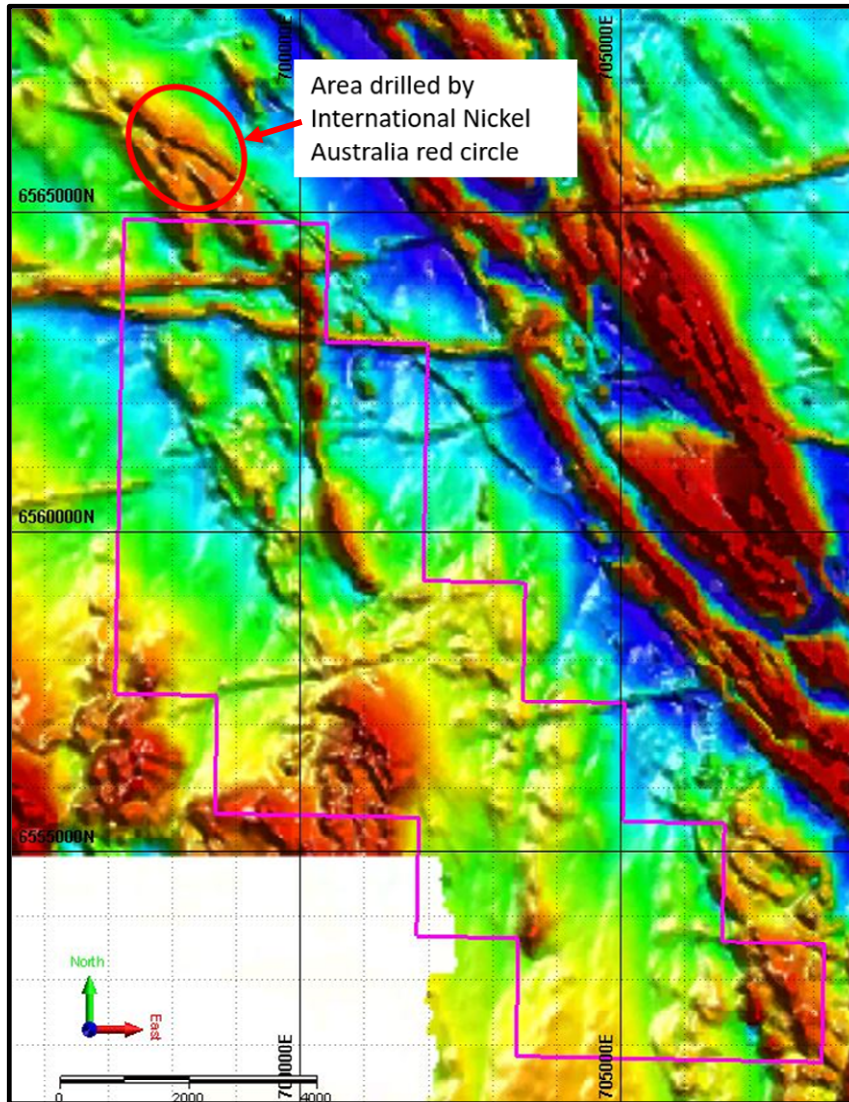 700000E
705000E
Area drilled by
International Nickel
Australia red circle
6565000N
6560000N
6555000N
North
East
700000E
705000E
0
2000
4000